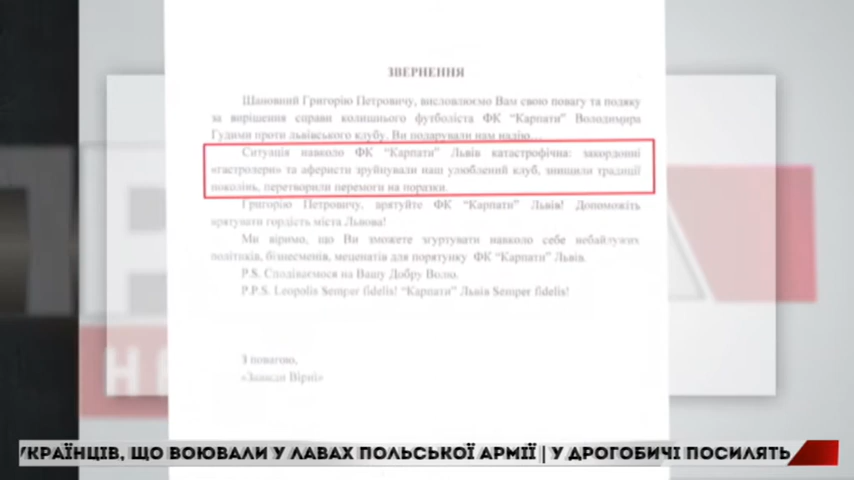 ЗВЕРНЕННЯ
Шановний Григорію Петровичу, висловлюємо Вам свою повагу та подяку
за вирішення справи колишнього футболіста ФК “Карпати” Володимира
Гудими проти львівського клубу. Ви подарували нам надію…
Ситуація навколо ФК “Карпати” Львів катастрофічна: закордонні
«гастролери» та аферисти зруйнували наш улюблений клуб, знищили традиції
поколінь, перетворили перемоги на поразки.
Григорію Петровичу, врятуйте ФК “Карпати” Львів! Допоможіть
врятувати гордість міста Львова!
Ми віримо, що Ви зможете згуртувати навколо себе небайдужих
політиків, бізнесменів, меценатів для порятунку ФК “Карпати” Львів.
P.S. Сподіваємося на Вашу Добру Волю.
P.P.S. Leopolis Semper fidelis! “Карпати” Львів Semper fidelis!
З повагою,
«Завжди Вірні»
УКРАЇНЦІВ, ЩО ВОЮВАЛИ У ЛАВАХ ПОЛЬСЬКОЇ АРМІЇ | У ДРОГОБИЧІ ПОСИЛЯТЬ